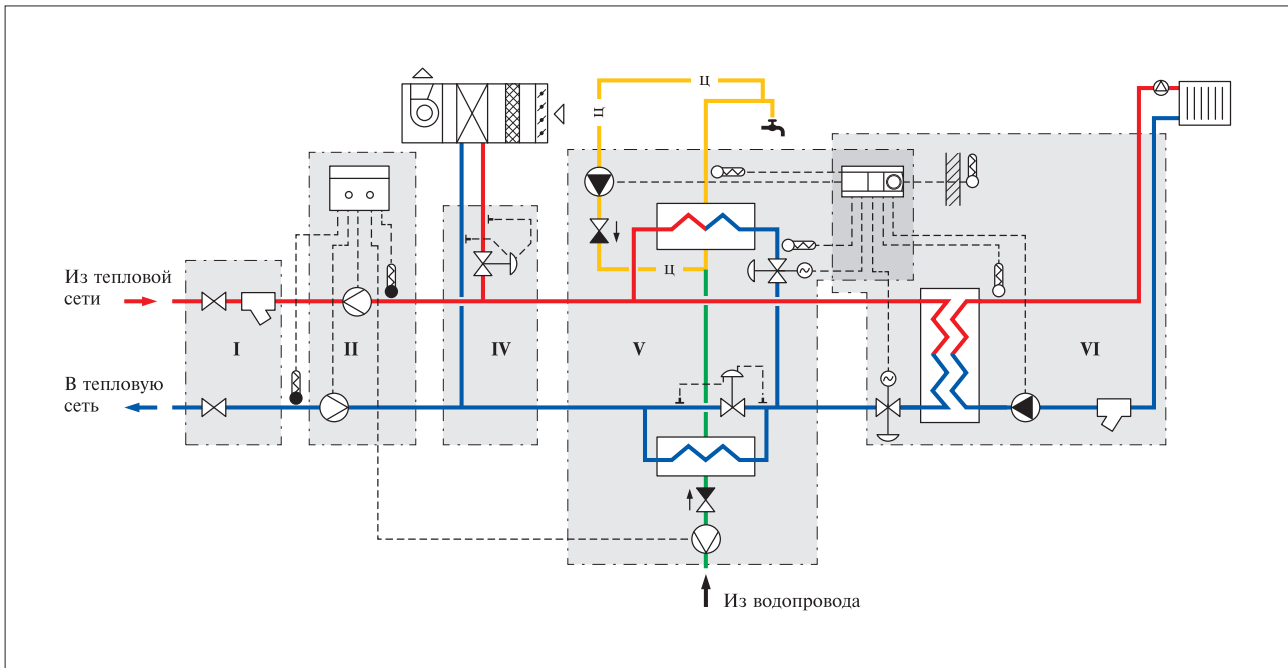 ц
ц
Из тепловой
сети
ц
I
II
IV
V
VI
В тепловую
сеть
Из водопровода